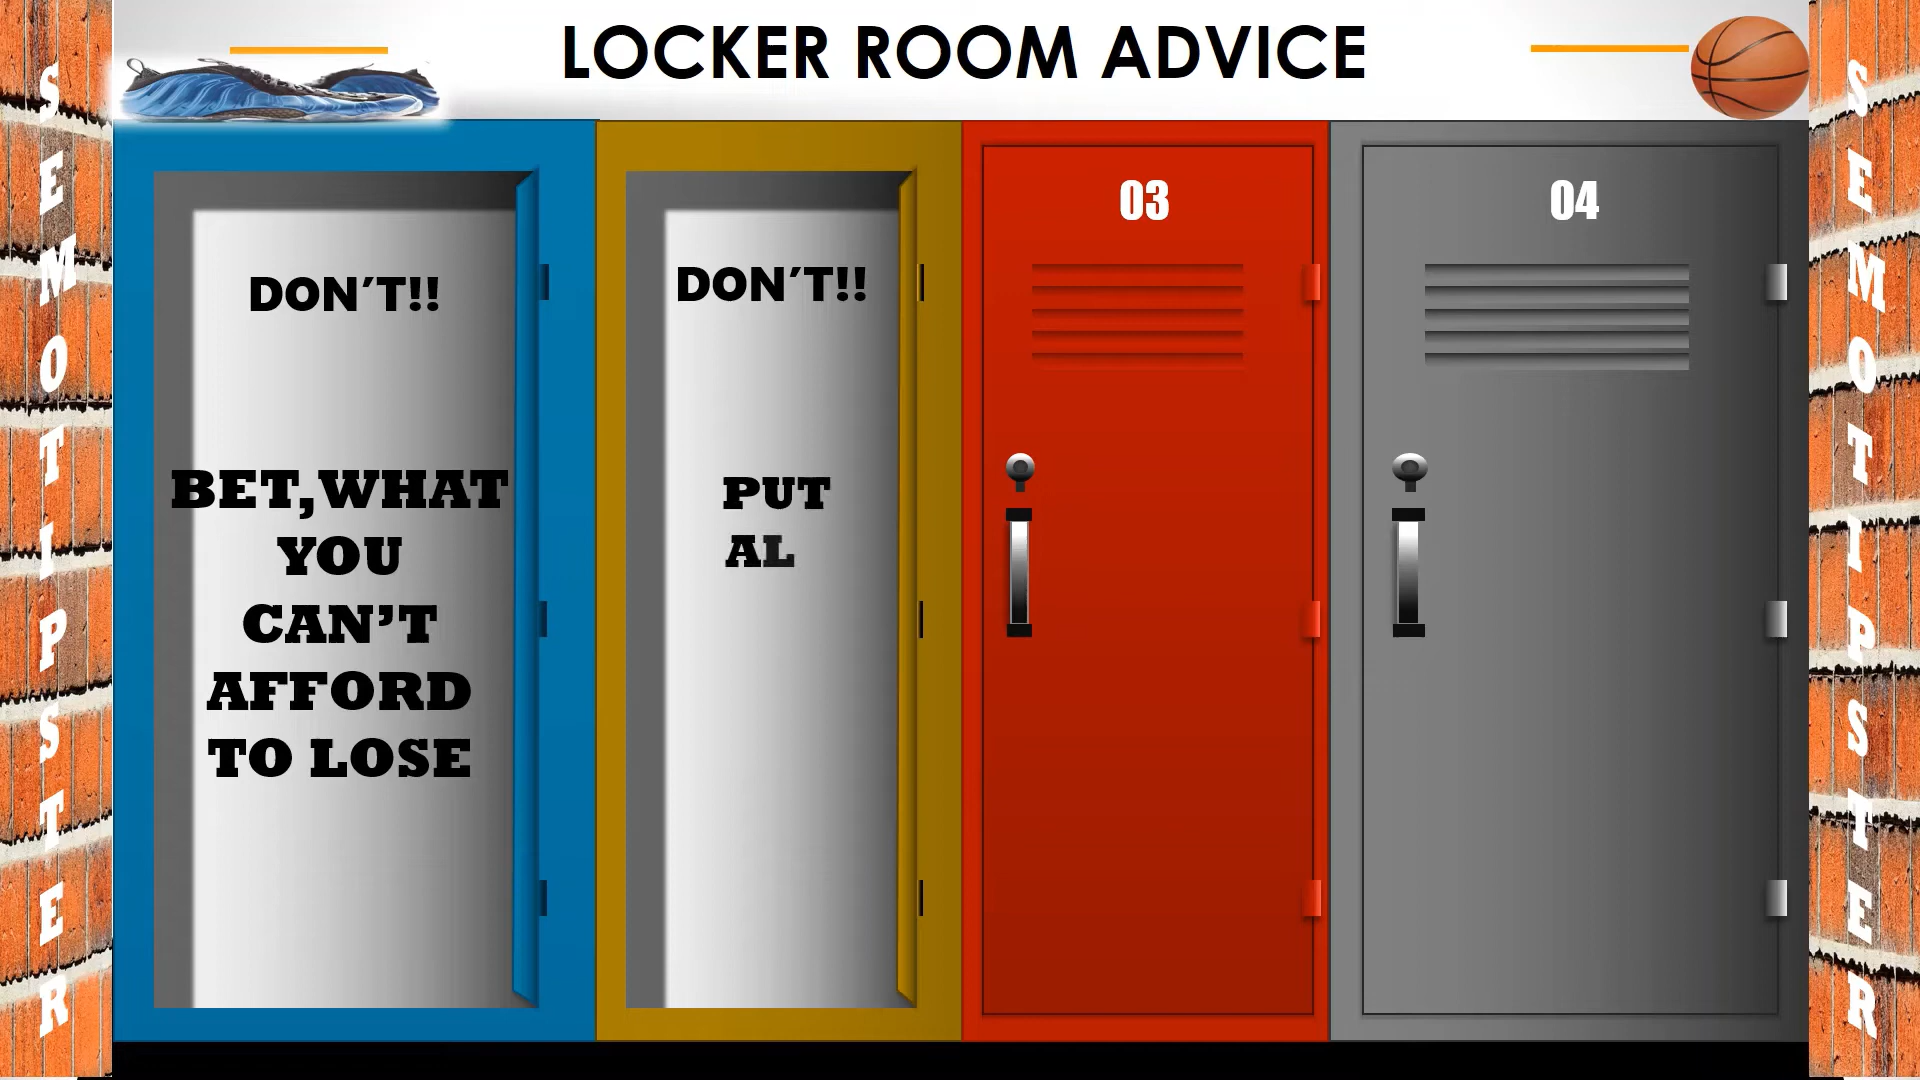 LOCKER ROOM ADVICE
SEMOTIPSTER
DON'T!!
BET,WHAT
YOU
CAN'T
AFFORD
TO LOSE
DON'T!!
PUT
AL
03
04
SEMOTIPSTER